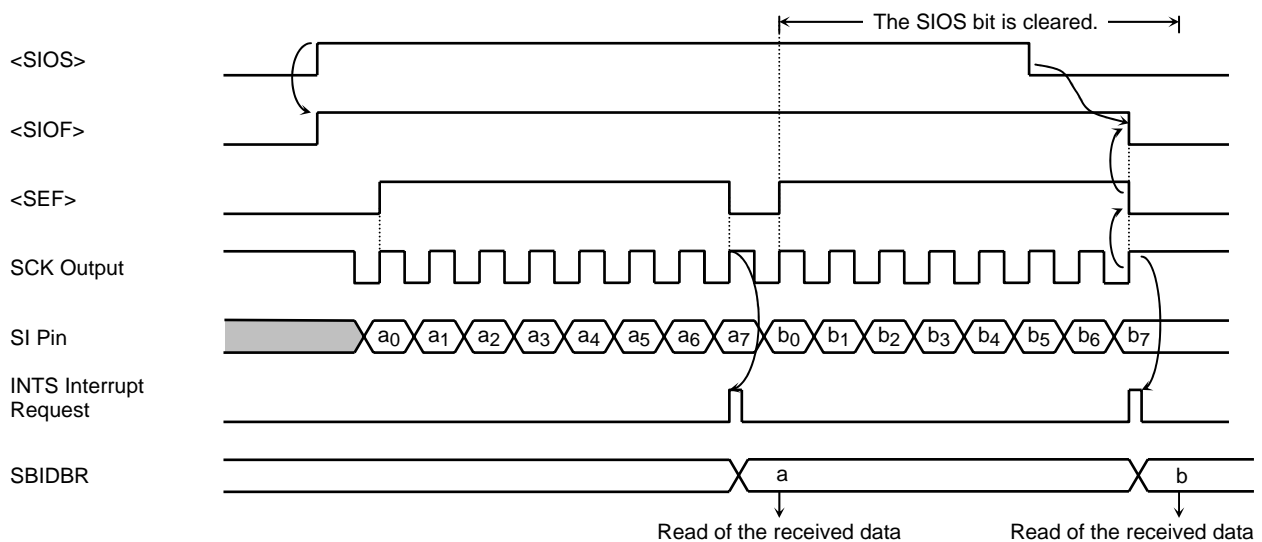 The SIOS bit is cleared.
<SIOS>
<SIOF>
<SEF>
SCK Output
SI Pin
a0 a1 a2 a3 a4 a5 a6 a7 b0 b1 b2 b3 b4 b5 b6 b7
INTS Interrupt
Request
SBIDBR
a b
Read of the received data Read of the received data